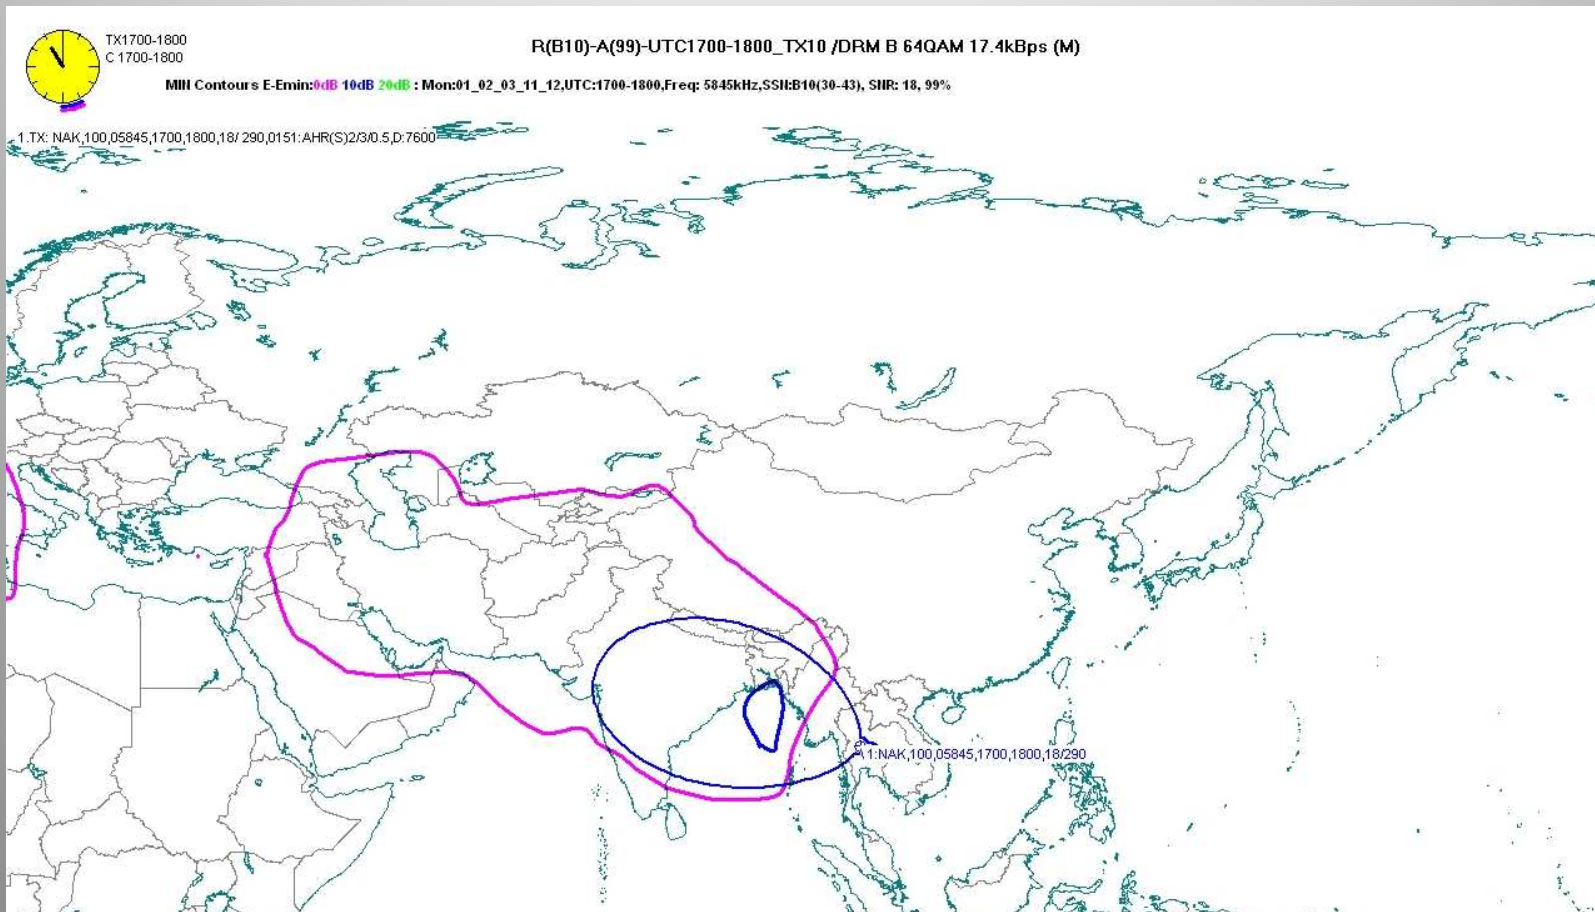 TX1700-1800
C 1700-1800
R(B10)-A(99)-UTC1700-1800_TX10 /DRM B 64QAM 17.4kBps (M)
MIN Contours E-Emin:0dB 10dB 20dB : Mon:01_02_03_11_12,UTC:1700-1800,Freq: 5845kHz,SSN:B10(30-43), SNR: 18, 99%
1.TX: NAK,100,05845,1700,1800,18/ 290,0151:AHR(S)2/3/0.5,D:7600
1:NAK,100,05845,1700,1800,18/290